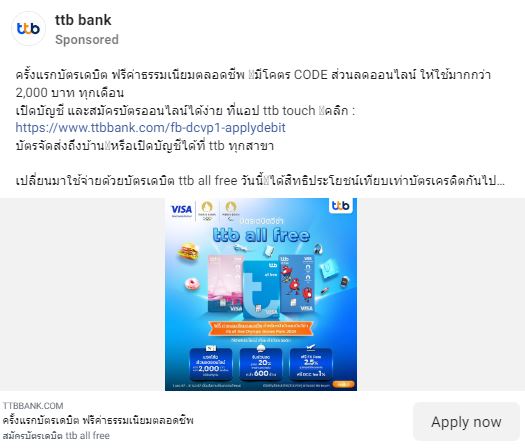 ttb bank
Sponsored
ครั้งแรกบัตรเดบิต ฟรีค่าธรรมเนียมตลอดชีพ มีโคตร CODE ส่วนลดออนไลน์ ให้ใช้มากกว่า
2,000 บาท ทุกเดือน
เปิดบัญชี และสมัครบัตรออนไลน์ได้ง่าย ที่แอป ttb touch คลิก :
https://www.ttbbank.com/fb-dcvp1-applydebit
บัตรจัดส่งถึงบ้าน หรือเปิดบัญชีได้ที่ ttb ทุกสาขา
เปลี่ยนมาใช้จ่ายด้วยบัตรเดบิต ttb all free วันนี้ ได้สิทธิประโยชน์เทียบเท่าบัตรเครดิตกันไป...
VISA
ttb
บัตรเดบิตวีซ่า
ttb all free
all free
2,000
20%
600
2.5%
1%
TTBBANK.COM
ครั้งแรกบัตรเดบิต ฟรีค่าธรรมเนียมตลอดชีพ
สมัครบัตรเดบิต ttb all free
Apply now